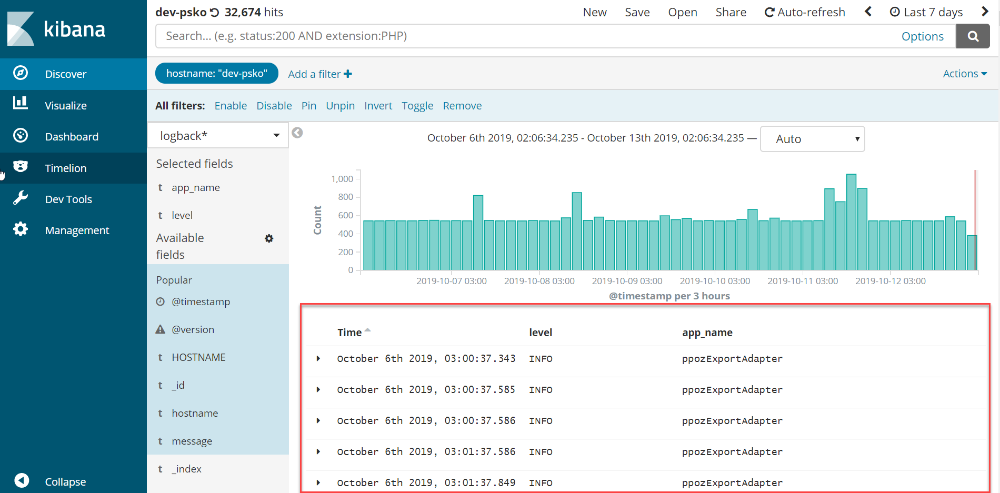 kibana
Discover
Visualize
Dashboard
Timelion
Dev Tools
Management
Collapse
dev-psko 32,674 hits
New Save Open Share Auto-refresh Last 7 days
Search... (e.g. status:200 AND extension:PHP) Options
hostname: "dev-psko" Add a filter Actions
All filters: Enable Disable Pin Unpin Invert Toggle Remove
logback*
Selected fields
t app_name
t level
Available
fields
Popular
@timestamp
@version
t HOSTNAME
t _id
t hostname
t message
t _index
October 6th 2019, 02:06:34.235 - October 13th 2019, 02:06:34.235 — Auto
Count
1,000
800
600
400
200
0
2019-10-07 03:00 2019-10-08 03:00 2019-10-09 03:00 2019-10-10 03:00 2019-10-11 03:00 2019-10-12 03:00
@timestamp per 3 hours
Time level app_name
October 6th 2019, 03:00:37.343 INFO ppozExportAdapter
October 6th 2019, 03:00:37.585 INFO ppozExportAdapter
October 6th 2019, 03:00:37.586 INFO ppozExportAdapter
October 6th 2019, 03:01:37.586 INFO ppozExportAdapter
October 6th 2019, 03:01:37.849 INFO ppozExportAdapter